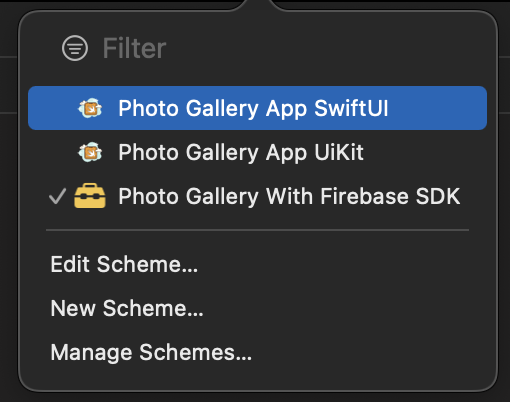 Filter
Photo Gallery App SwiftUI
Photo Gallery App UiKit
Photo Gallery With Firebase SDK
Edit Scheme...
New Scheme...
Manage Schemes...